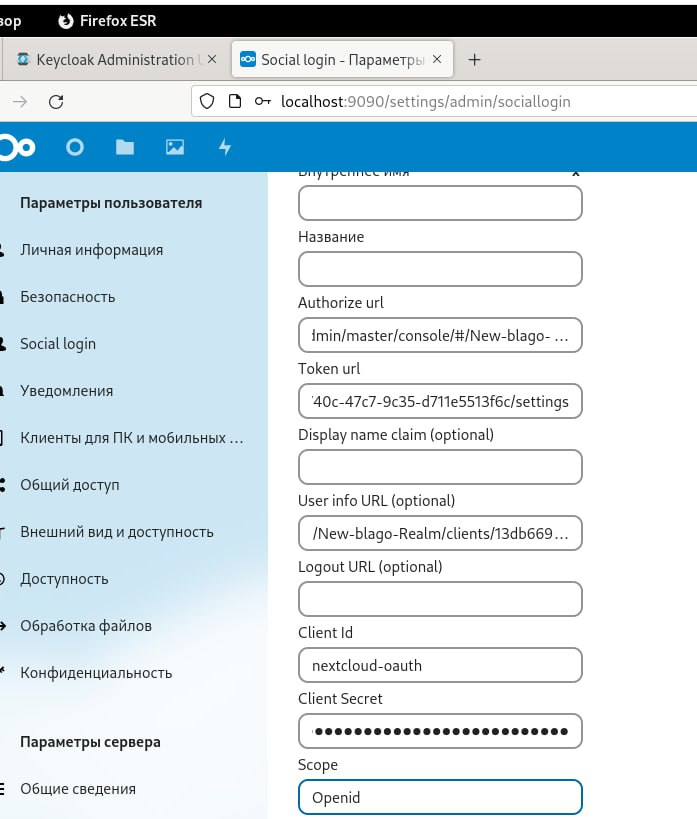 зор Firefox ESR
Keycloak Administration
Social login - Параметры
localhost:9090/settings/admin/sociallogin
Параметры пользователя
Личная информация
Безопасность
Social login
Уведомления
Клиенты для ПК и мобильных ...
Общий доступ
Внешний вид и доступность
Доступность
Обработка файлов
Конфиденциальность
Параметры сервера
Общие сведения
Внутреннее имя
Название
Authorize url
dmin/master/console/#/New-blago- ...
Token url
40c-47c7-9c35-d711e5513f6c/settings
Display name claim (optional)
User info URL (optional)
/New-blago-Realm/clients/13db669...
Logout URL (optional)
Client Id
nextcloud-oauth
Client Secret
Scope
Openid